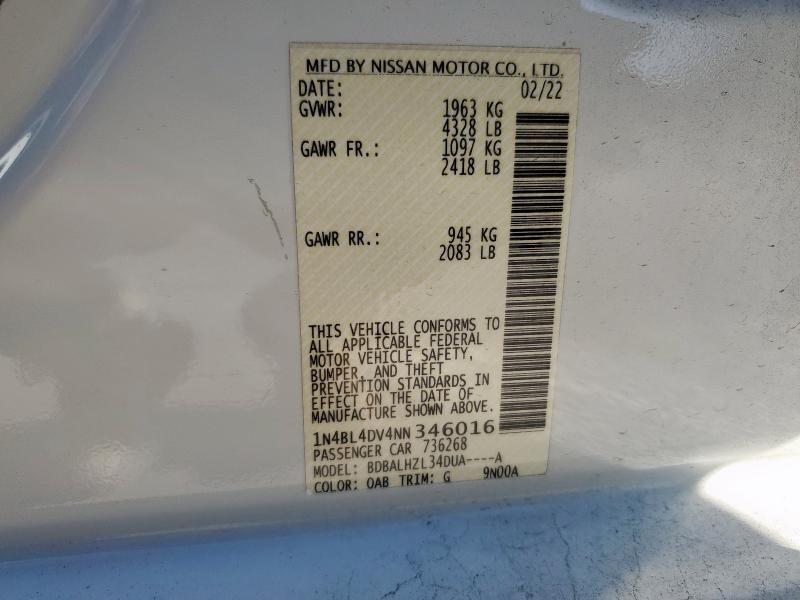 MFD BY NISSAN MOTOR CO., LTD.
DATE: 02/22
GVWR: 1963 KG
4328 LB
GAWR FR.: 1097 KG
2418 LB
GAWR RR.: 945 KG
2083 LB
THIS VEHICLE CONFORMS TO
ALL APPLICABLE FEDERAL
MOTOR VEHICLE SAFETY,
BUMPER, AND THEFT
PREVENTION STANDARDS IN
EFFECT ON THE DATE OF
MANUFACTURE SHOWN ABOVE.
1N4BL4DV4NN346016
PASSENGER CAR 736268
MODEL: BDBALHZL34DUA----A
COLOR: QAB TRIM: G 9N00A